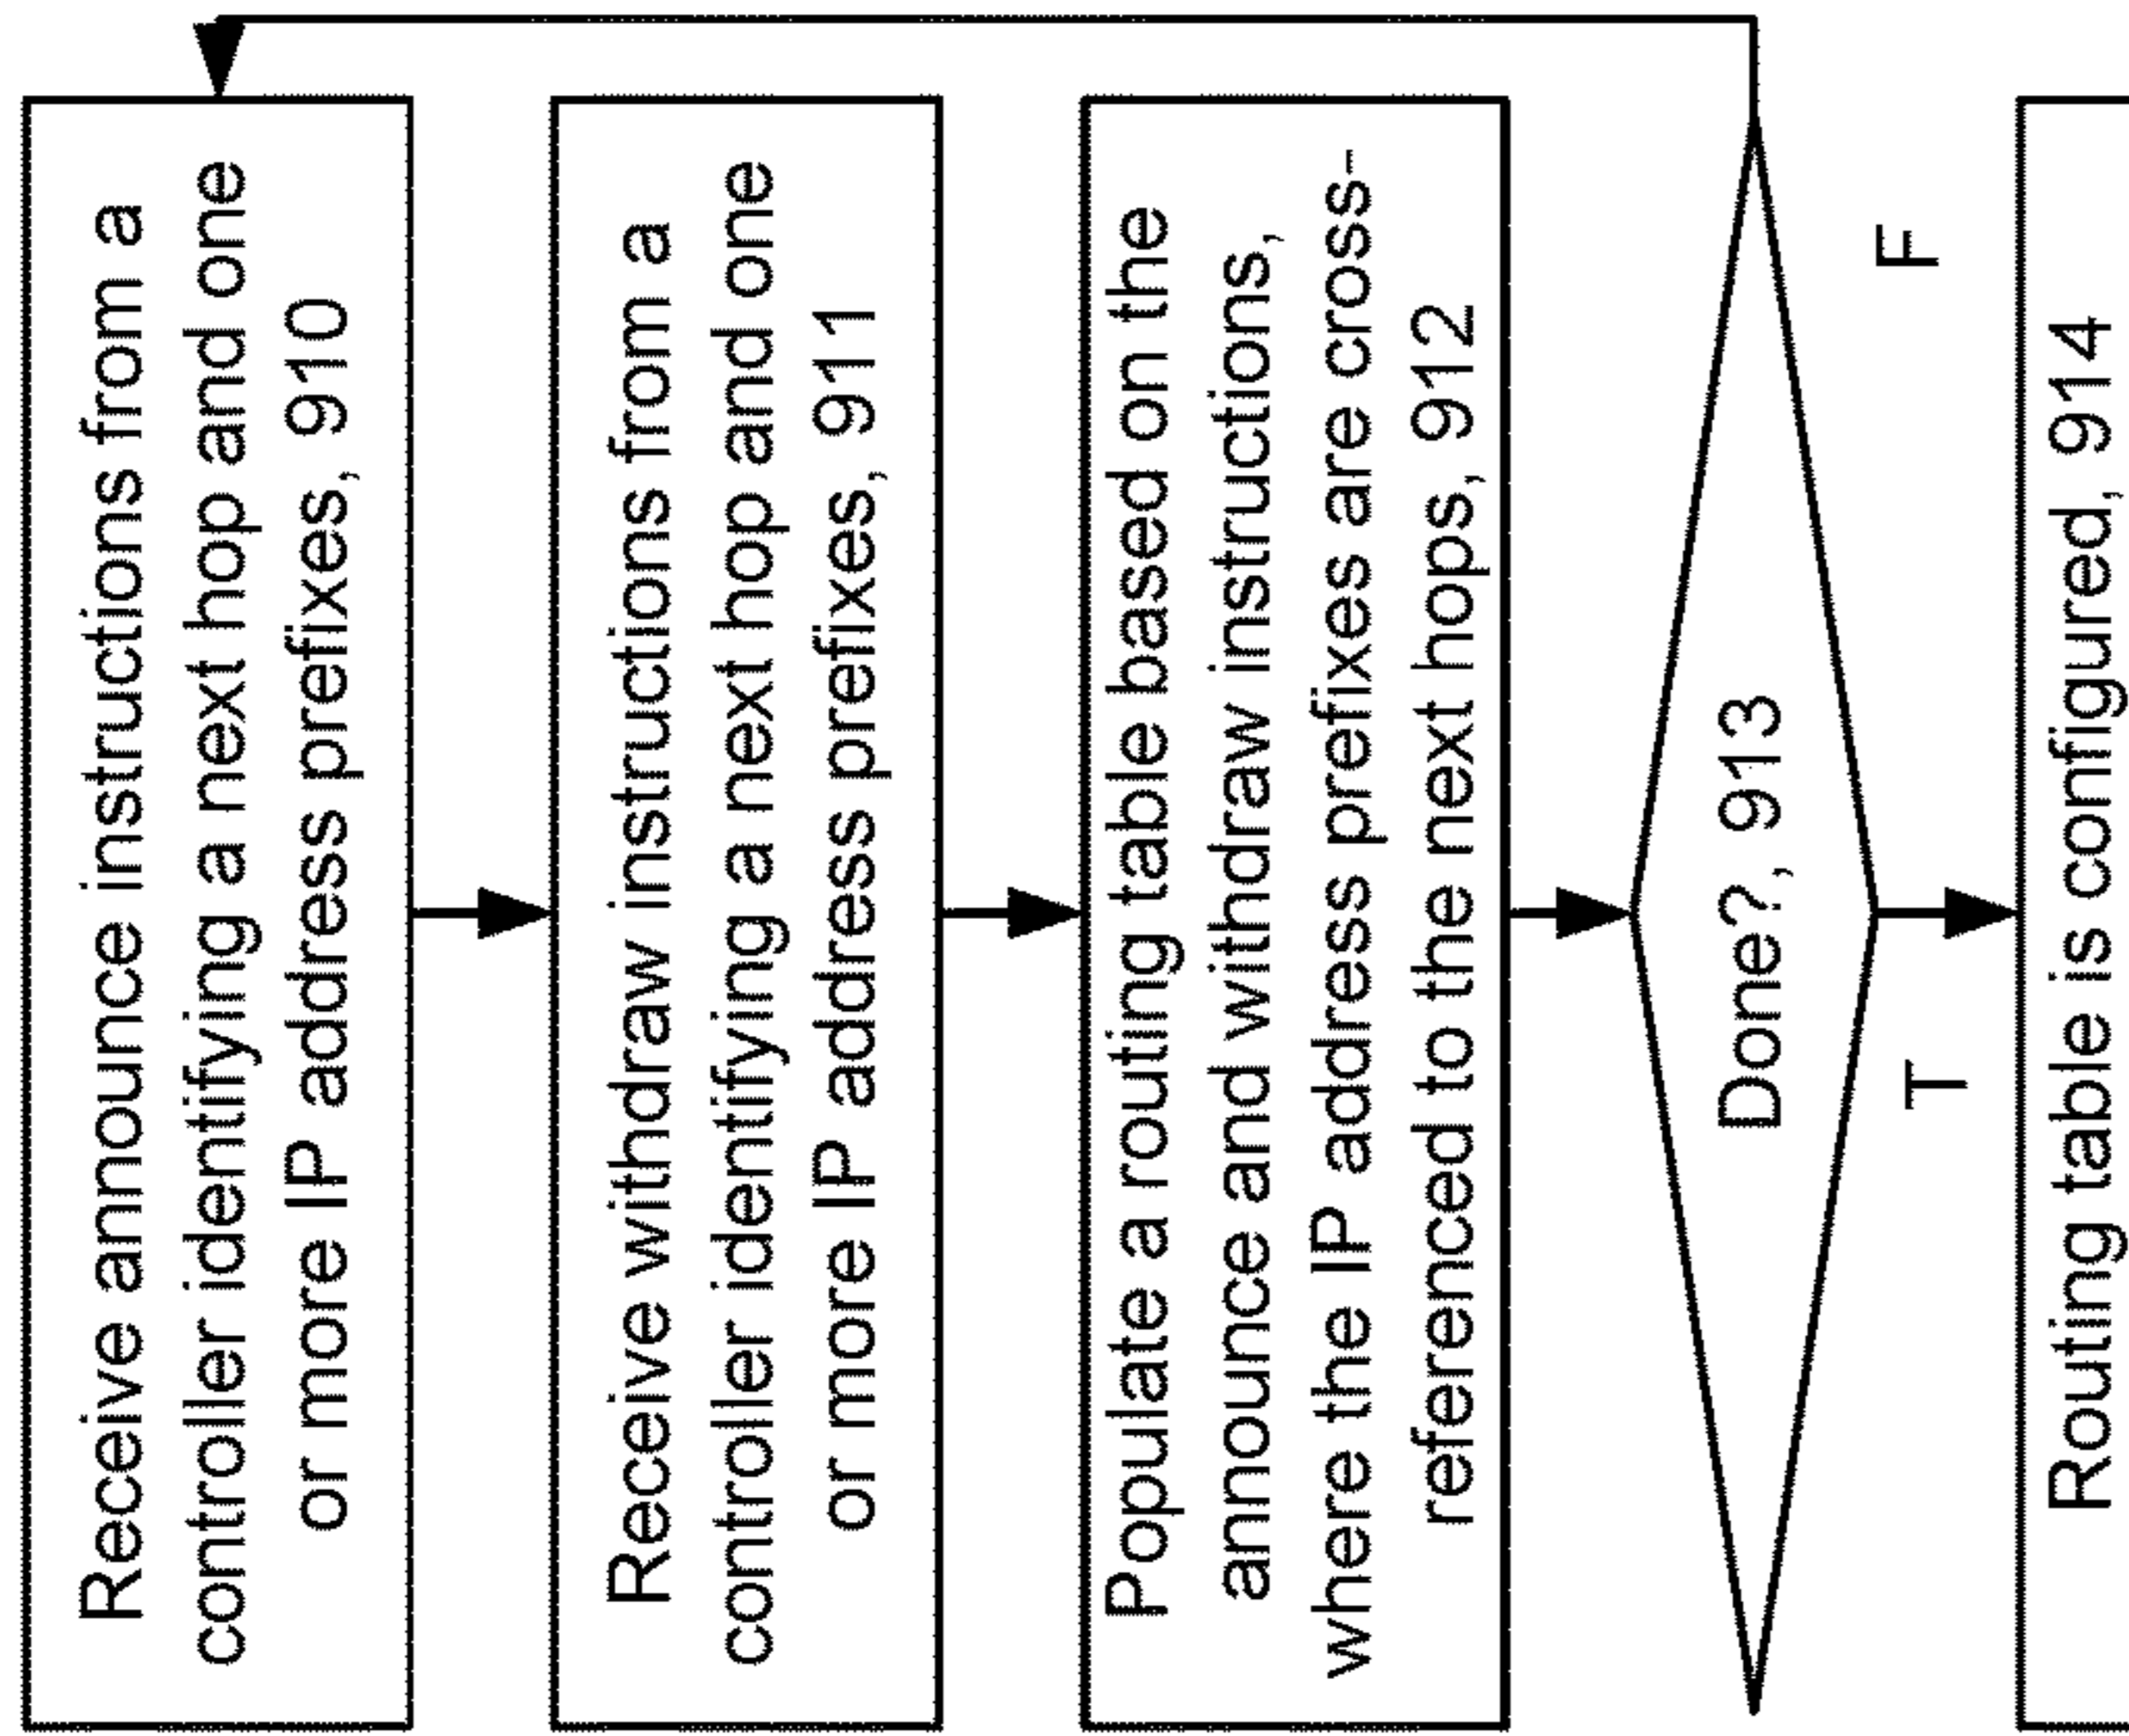 Receive announce instructions from a
controller identifying a next hop and one
or more IP address prefixes, 910
Receive withdraw instructions from a
controller identifying a next hop and one
or more IP address prefixes, 911
Populate a routing table based on the
announce and withdraw instructions,
where the IP address prefixes are cross-
referenced to the next hops, 912
Done?, 913
F
T
Routing table is configured, 914